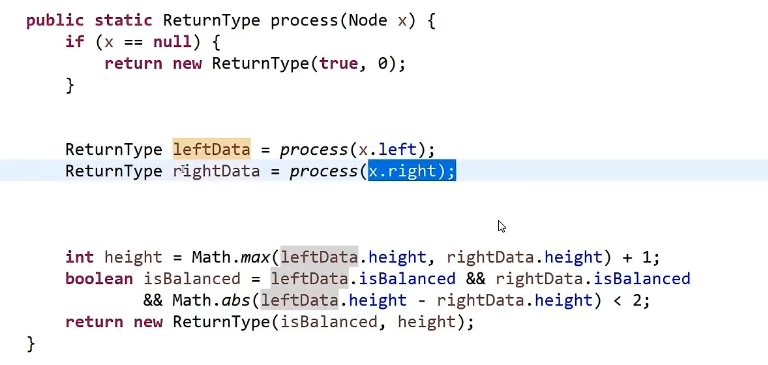 public static ReturnType process(Node x) {
if (x == null) {
return new ReturnType(true, 0);
}
ReturnType leftData = process(x.left);
ReturnType rightData = process(x.right);
int height = Math.max(leftData.height, rightData.height) + 1;
boolean isBalanced = leftData.isBalanced && rightData.isBalanced
&& Math.abs(leftData.height - rightData.height) < 2;
return new ReturnType(isBalanced, height);
}